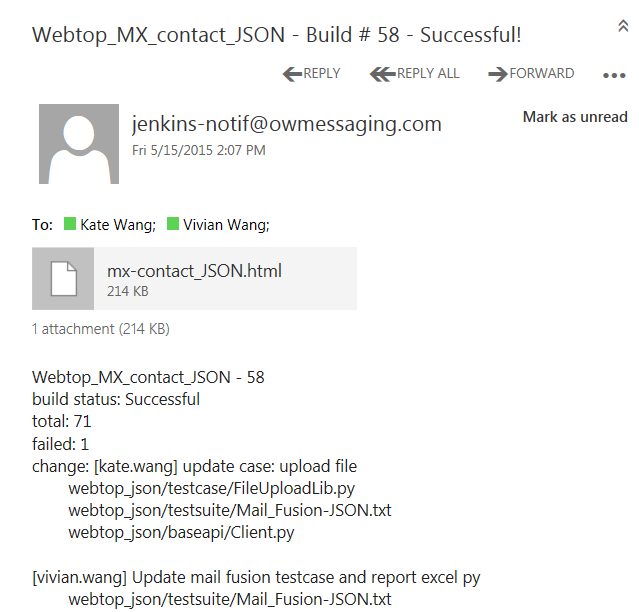 Webtop_MX_contact_JSON - Build # 58 - Successful!
REPLY REPLY ALL FORWARD
jenkins-notif@owmessaging.com
Mark as unread
Fri 5/15/2015 2:07 PM
To: Kate Wang; Vivian Wang;
mx-contact_JSON.html
214 KB
1 attachment (214 KB)
Webtop_MX_contact_JSON - 58
build status: Successful
total: 71
failed: 1
change: [kate.wang] update case: upload file
webtop_json/testcase/FileUploadLib.py
webtop_json/testsuite/Mail_Fusion-JSON.txt
webtop_json/baseapi/Client.py
[vivian.wang] Update mail fusion testcase and report excel py
webtop_json/testsuite/Mail_Fusion-JSON.txt